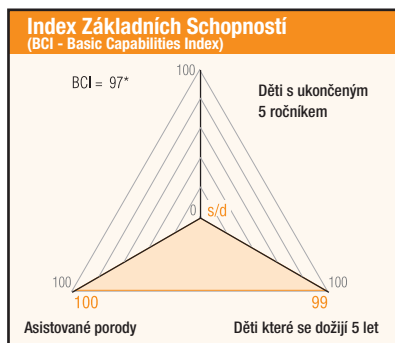 Index Základních Schopností
(BCI - Basic Capabilities Index)
BCI = 97*
100
Děti s ukončeným
5 ročníkem
0
s/d
100
100
100
99
Asistované porody
Děti které se dožijí 5 let